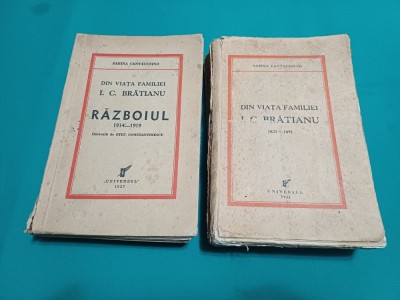 SABINA CANTACUZINO
DIN VIAȚA FAMILIEI
I. C. BRĂTIANU
RĂZBOIUL
1914—1919
„UNIVERSUL”
1937
SABINA CANTACUZINO
DIN VIAȚA FAMILIEI
I. C. BRĂTIANU
UNIVERSUL